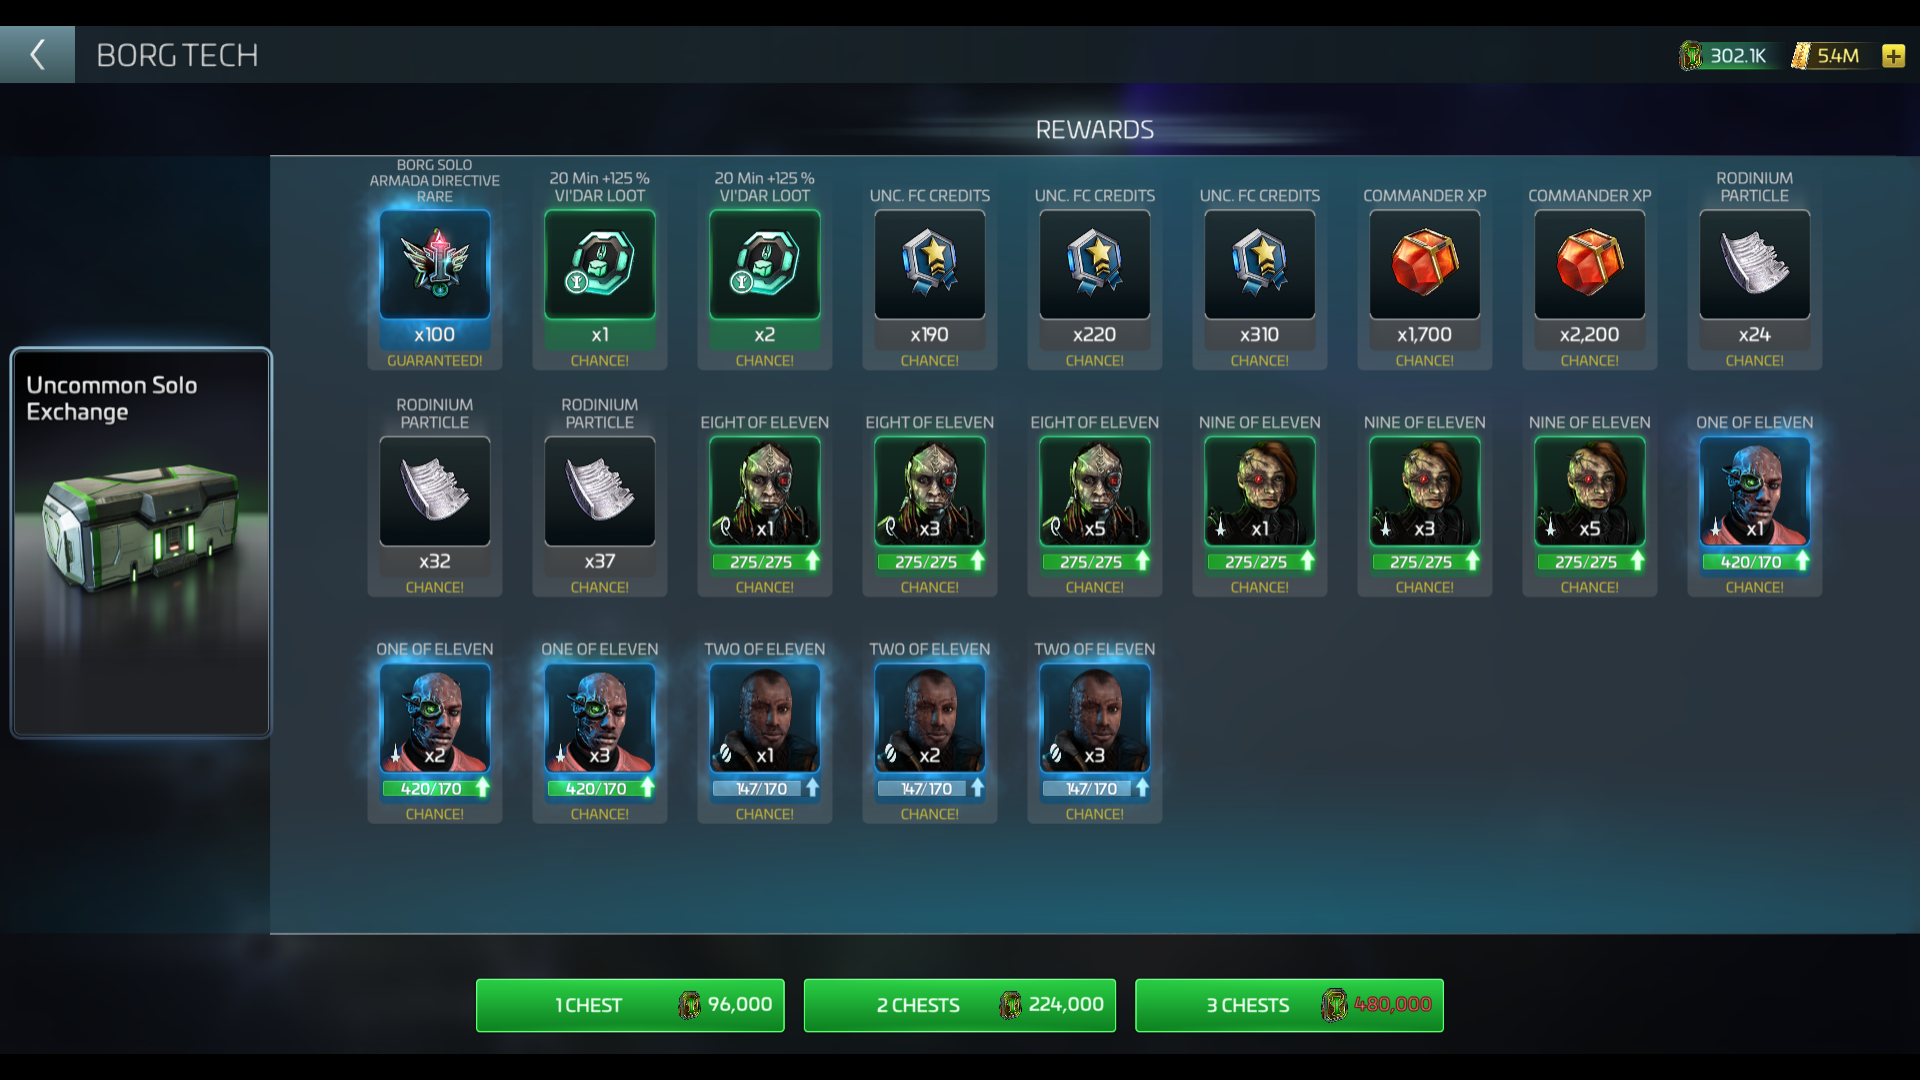 BORG TECH
302.1K
5.4M
REWARDS
Uncommon Solo
Exchange
BORG SOLO
ARMADA DIRECTIVE
RARE
x100
GUARANTEED!
20 Min +125 %
VI'DAR LOOT
x1
CHANCE!
20 Min +125 %
VI'DAR LOOT
x2
CHANCE!
UNC. FC CREDITS
x190
CHANCE!
UNC. FC CREDITS
x220
CHANCE!
UNC. FC CREDITS
x310
CHANCE!
COMMANDER XP
x1,700
CHANCE!
COMMANDER XP
x2,200
CHANCE!
RODINIUM
PARTICLE
x24
CHANCE!
RODINIUM
PARTICLE
x32
CHANCE!
RODINIUM
PARTICLE
x37
CHANCE!
EIGHT OF ELEVEN
x1
275/275
CHANCE!
EIGHT OF ELEVEN
x3
275/275
CHANCE!
EIGHT OF ELEVEN
x5
275/275
CHANCE!
NINE OF ELEVEN
x1
275/275
CHANCE!
NINE OF ELEVEN
x3
275/275
CHANCE!
NINE OF ELEVEN
x5
275/275
CHANCE!
ONE OF ELEVEN
x1
420/170
CHANCE!
ONE OF ELEVEN
x2
420/170
CHANCE!
ONE OF ELEVEN
x3
420/170
CHANCE!
TWO OF ELEVEN
x1
147/170
CHANCE!
TWO OF ELEVEN
x2
147/170
CHANCE!
TWO OF ELEVEN
x3
147/170
CHANCE!
1 CHEST 96,000
2 CHESTS 224,000
3 CHESTS 480,000